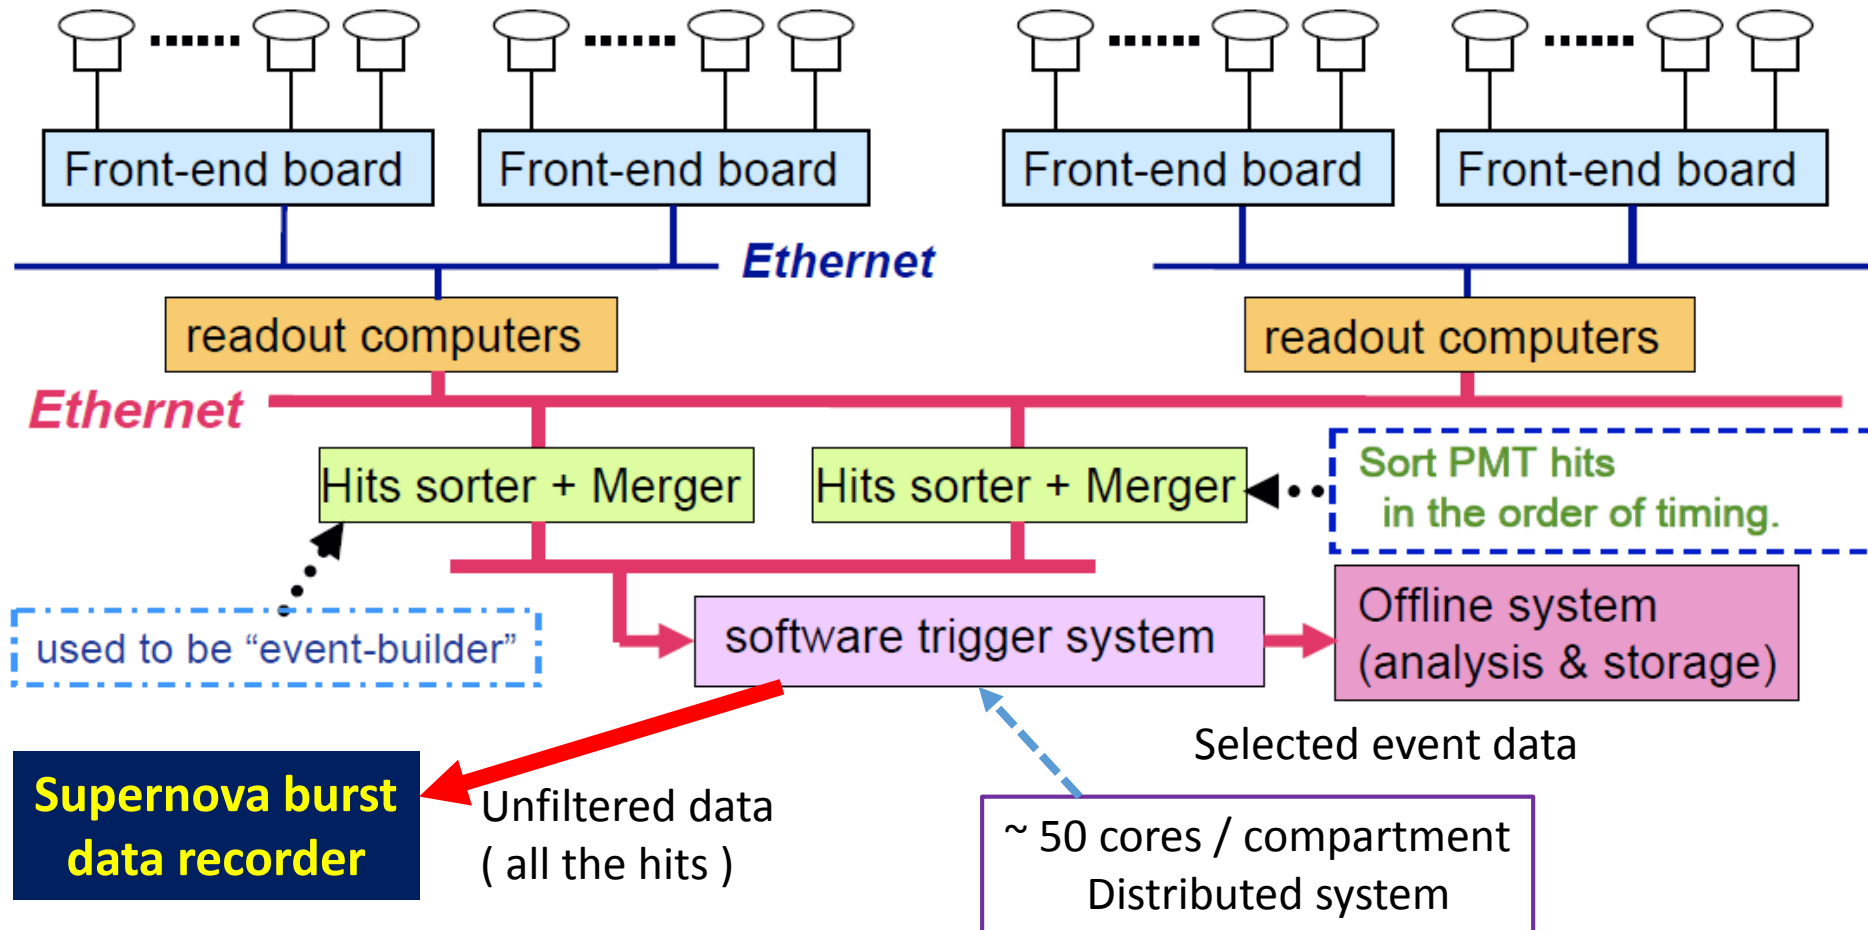 Front-end board
Front-end board
Front-end board
Front-end board
Ethernet
readout computers
readout computers
Ethernet
Hits sorter + Merger
Hits sorter + Merger
Sort PMT hits
in the order of timing.
used to be “event-builder”
software trigger system
Offline system
(analysis & storage)
Selected event data
Supernova burst
data recorder
Unfiltered data
( all the hits )
~ 50 cores / compartment
Distributed system